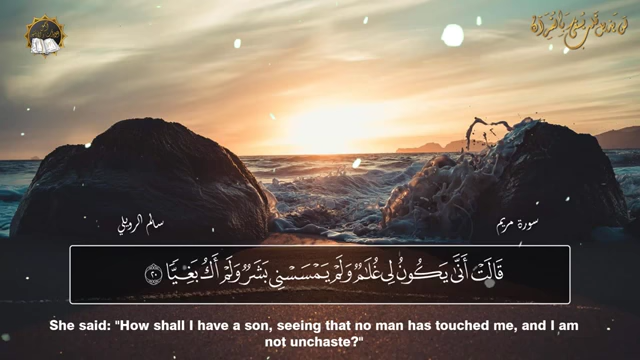 سالم الرويلي
سورة مريم
قَالَتْ أَنَّىٰ يَكُونُ لِى غُلَـٰمٌ وَلَمْ يَمْسَسْنِى بَشَرٌ وَلَمْ أَكُ بَغِيًّا ٢٠
She said: "How shall I have a son, seeing that no man has touched me, and I am
not unchaste?"